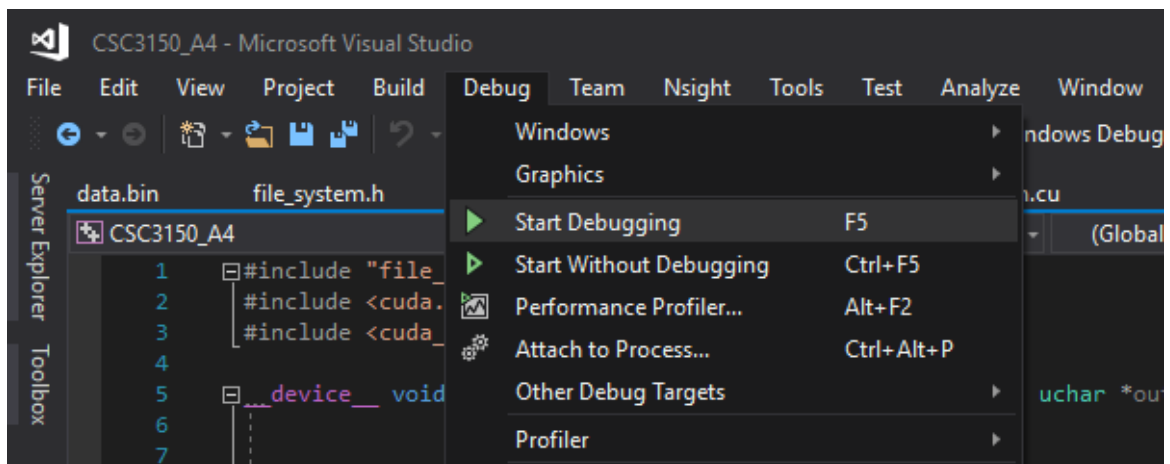 CSC3150_A4 - Microsoft Visual Studio
File Edit View Project Build Debug Team Nsight Tools Test Analyze Window
Windows
ndows Debug
Graphics
Server Explorer
Toolbox
data.bin file_system.h
.cu
Start Debugging F5
CSC3150_A4
(Global
Start Without Debugging Ctrl+F5
Performance Profiler... Alt+F2
Attach to Process... Ctrl+Alt+P
Other Debug Targets
Profiler
1 #include "file_
2 #include <cuda.
3 #include <cuda_
4
5 __device__ void
uchar *ou
6
7